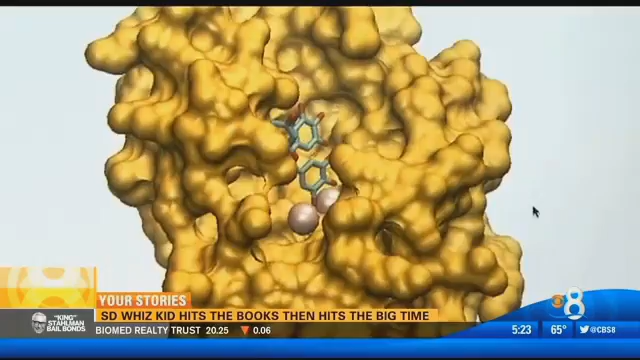 YOUR STORIES
SD WHIZ KID HITS THE BOOKS THEN HITS THE BIG TIME
"KING"
STAHLMAN
BAIL BONDS
BIOMED REALTY TRUST 20.25 ▼ 0.06
8
5:23 65° @CBS8